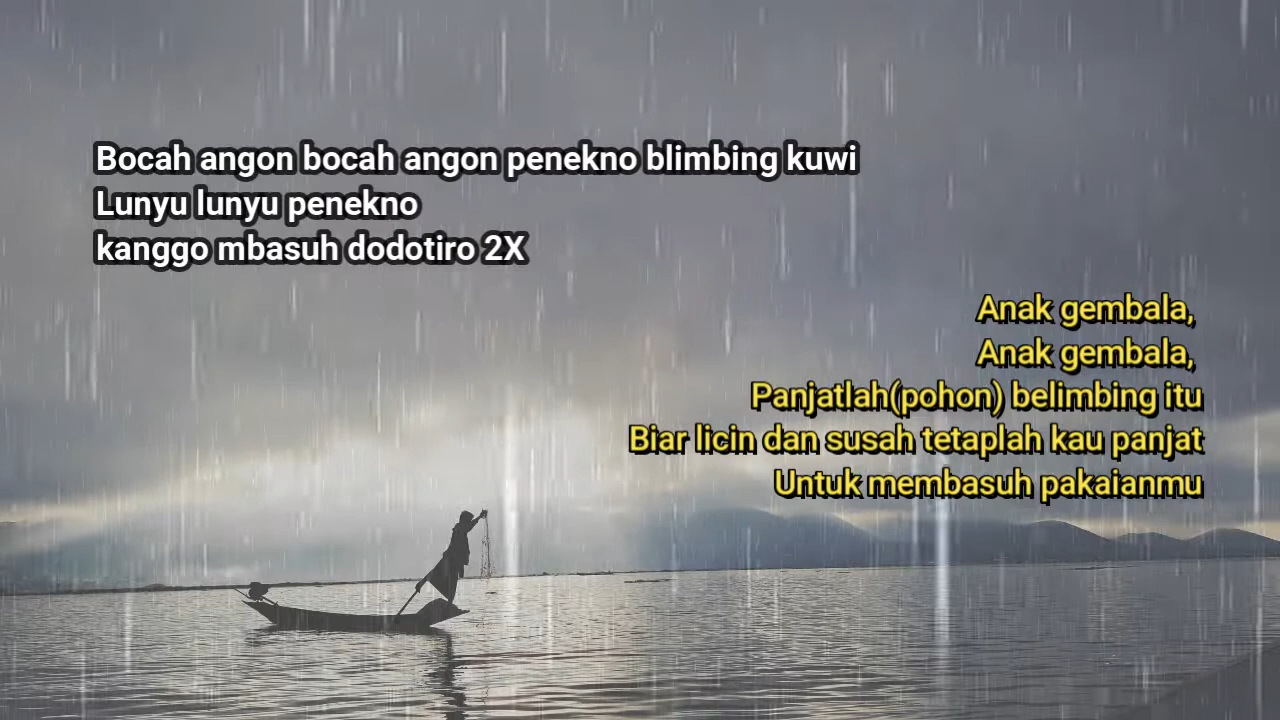 Bocah angon bocah angon penekno blimbing kuwi
Lunyu lunyu penekno
kanggo mbasuh dodotiro 2X
Anak gembala,
Anak gembala,
Panjatlah(pohon) belimbing itu
Biar licin dan susah tetaplah kau panjat
Untuk membasuh pakaianmu